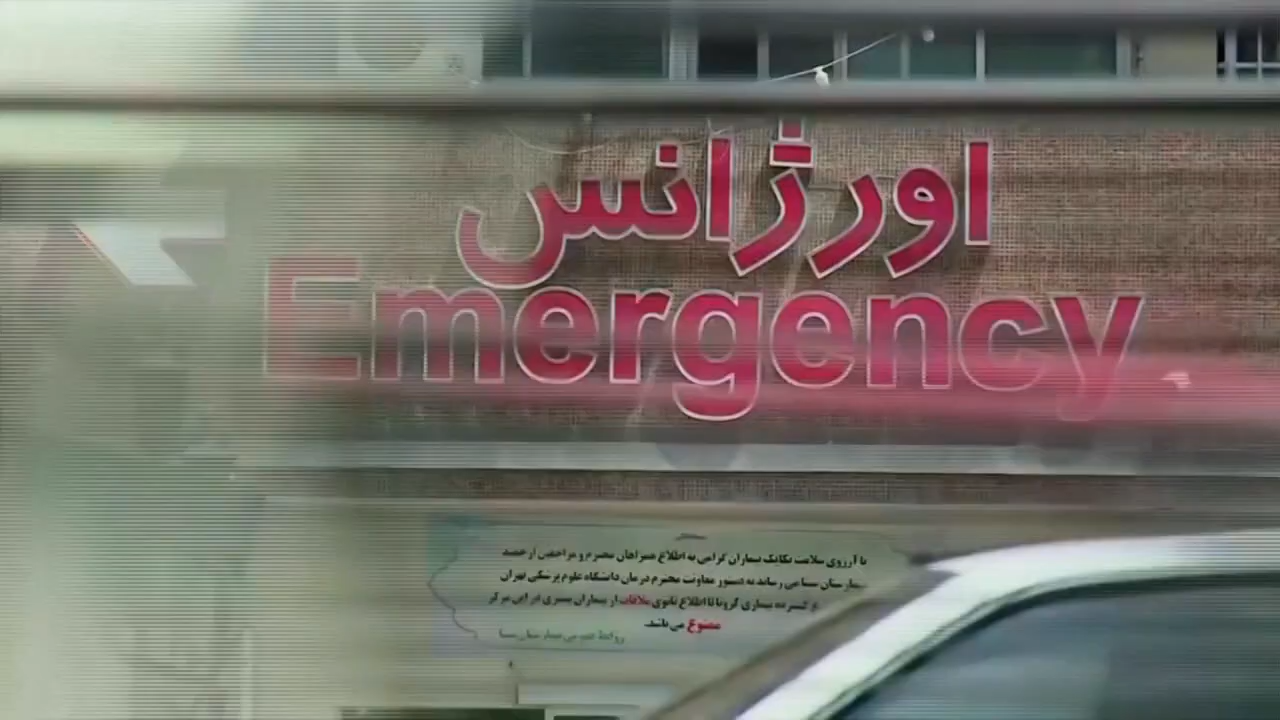 اورژانس
Emergency
با آرزوی سلامت یکایک بیماران گرامی به اطلاع همراهان محترم و مراجعین ارجمند
بیمارستان سینا می رساند به دستور معاونت محترم درمان دانشگاه علوم پزشکی تهران
گسترده بیماری کرونا تا اطلاع ثانوی ملاقات از بیماران بستری در این مرکز
ممنوع می باشد.
روابط عمومی بیمارستان سینا